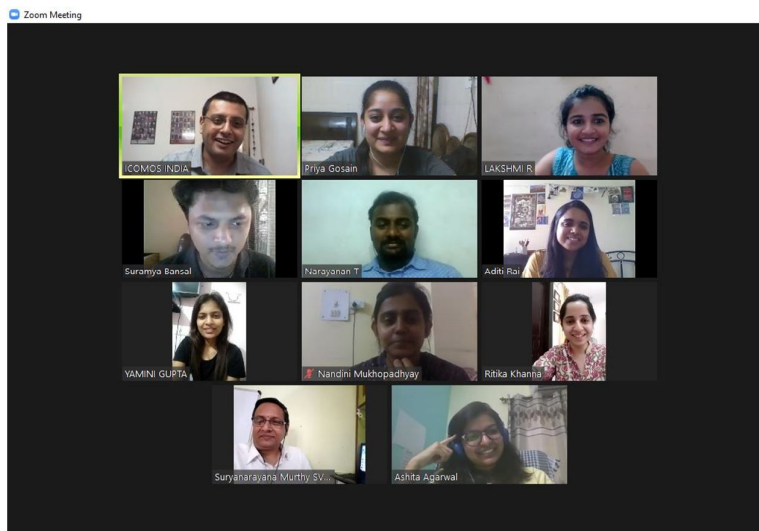 Zoom Meeting
ICOMOS INDIA
Priya Gosain
LAKSHMI R
Suramya Bansal
Narayanan T
Aditi Rai
YAMINI GUPTA
Nandini Mukhopadhyay
Ritika Khanna
Suryanarayana Murthy SV...
Ashita Agarwal